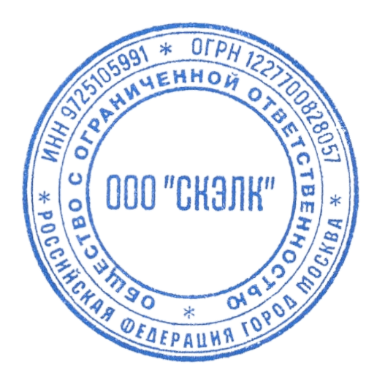 ИНН 9725105991 * ОГРН 1227700828057
* РОССИЙСКАЯ ФЕДЕРАЦИЯ ГОРОД МОСКВА *
ОБЩЕСТВО С ОГРАНИЧЕННОЙ ОТВЕТСТВЕННОСТЬЮ *
ООО "СКЭЛК"